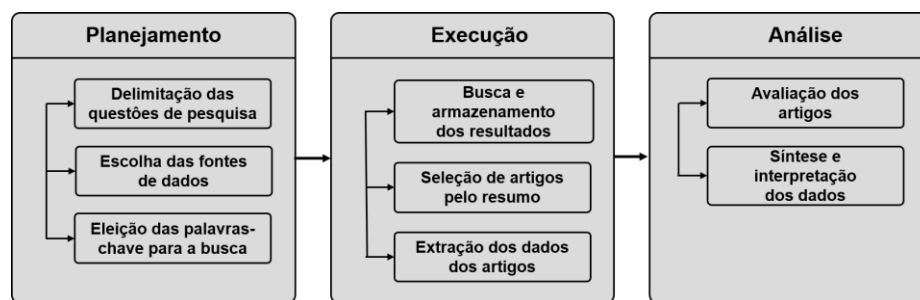 Planejamento
Delimitação das
questões de pesquisa
Escolha das fontes
de dados
Eleição das palavras-
chave para a busca
Execução
Busca e
armazenamento
dos resultados
Seleção de artigos
pelo resumo
Extração dos dados
dos artigos
Análise
Avaliação dos
artigos
Síntese e
interpretação
dos dados